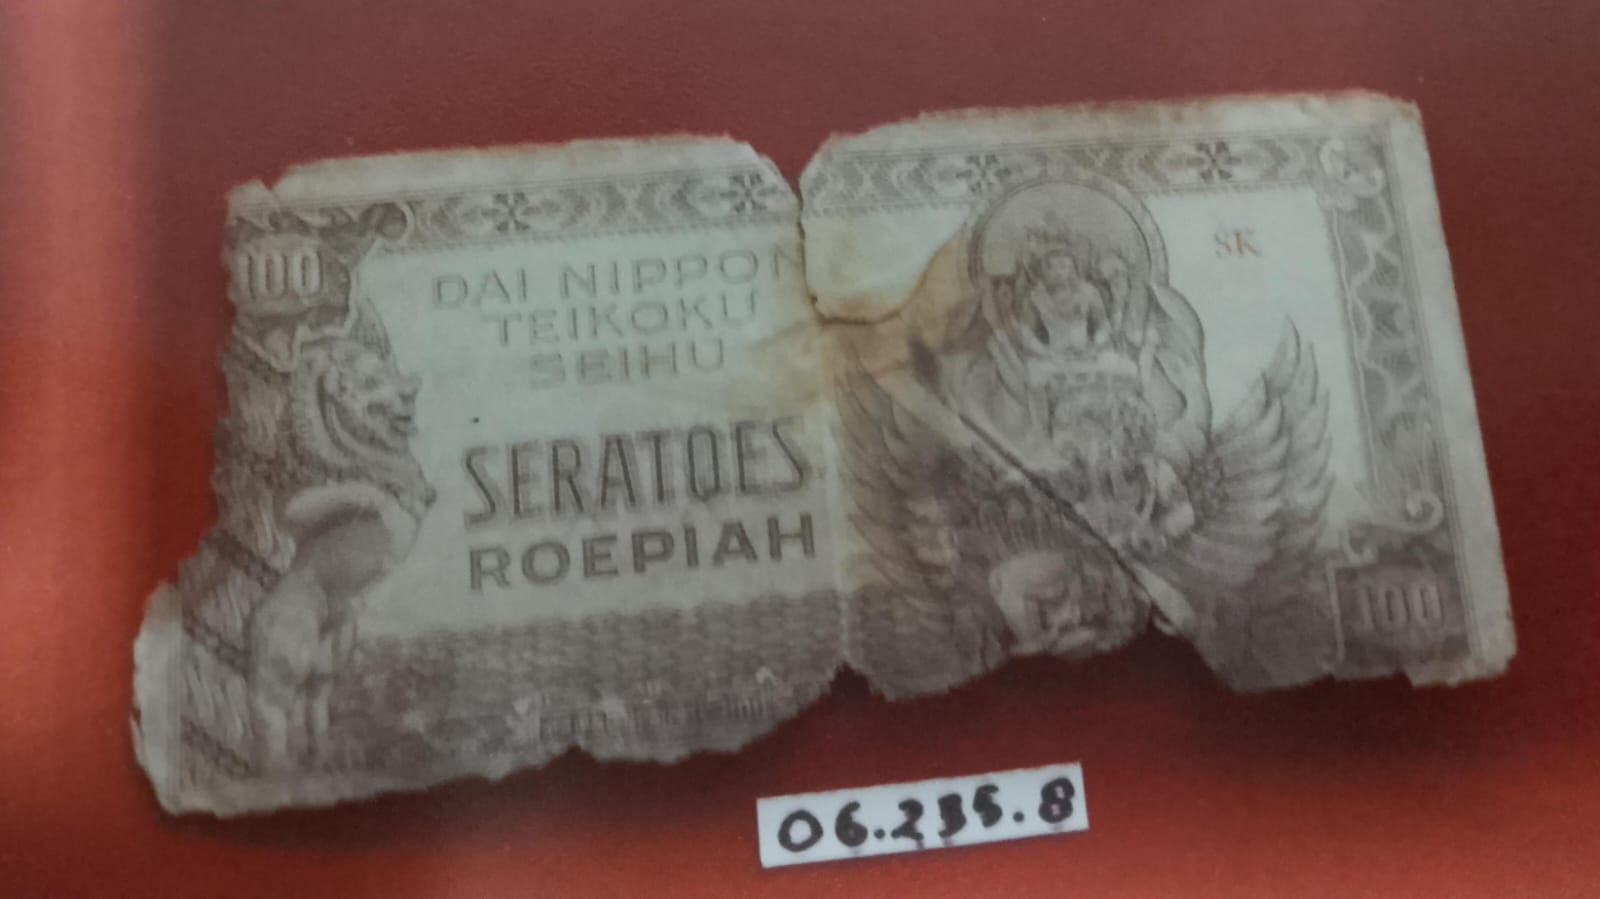 100
DAI NIPPON
TEIKOKU
SEIHU
SK
SERATOES
ROEPIAH
100
06.235.8